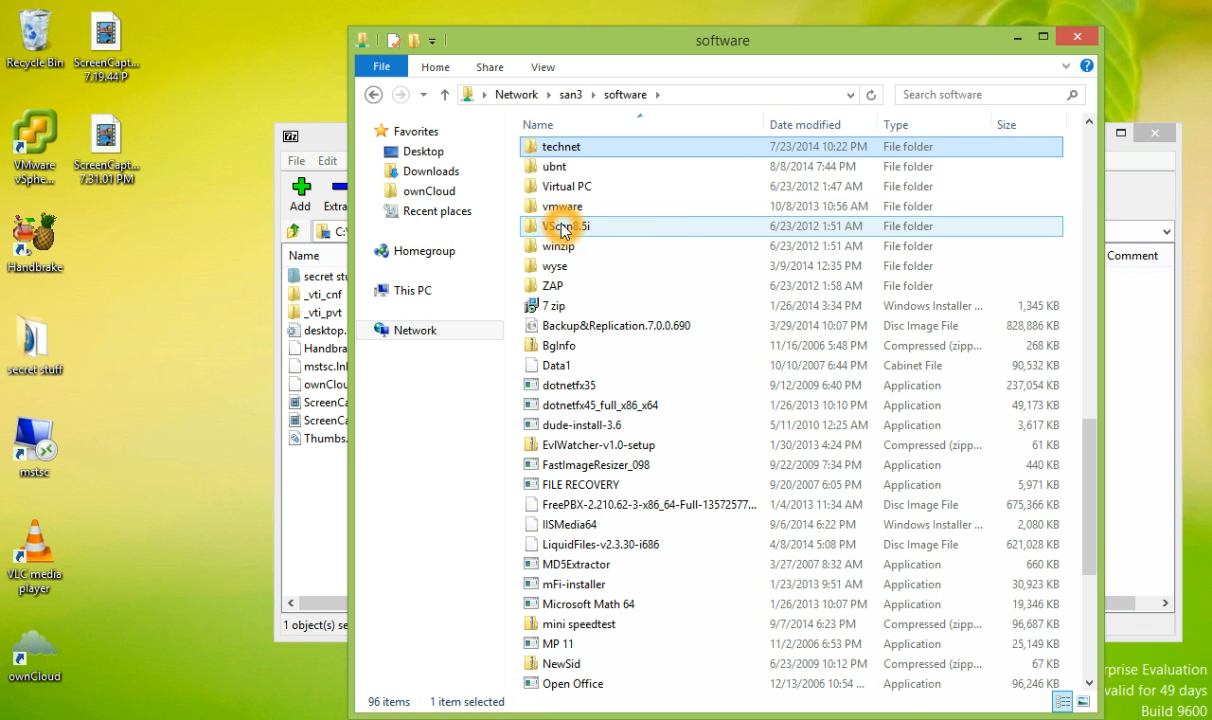 Recycle Bin
ScreenCapt...
7.19.44 P
VMware
vSphe...
ScreenCapt...
7.31.01 PM
Handbrake
secret stuff
mstsc
VLC media
player
ownCloud
File Edit
Add Extra
C:\
Name
Comment
secret stu
_vti_cnf
_vti_pvt
desktop.
Handbra
mstsc.ln
ownClou
ScreenCa
ScreenCa
Thumbs.
1 object(s) se
software
File Home Share View
Network san3 software
Search software
Favorites
Desktop
Downloads
ownCloud
Recent places
Homegroup
This PC
Network
Name Date modified Type Size
technet 7/23/2014 10:22 PM File folder
ubnt 8/8/2014 7:44 PM File folder
Virtual PC 6/23/2012 1:47 AM File folder
vmware 10/8/2013 10:56 AM File folder
VScan8.5i 6/23/2012 1:51 AM File folder
winzip 6/23/2012 1:51 AM File folder
wyse 3/9/2014 12:35 PM File folder
ZAP 6/23/2012 1:58 AM File folder
7 zip 1/26/2014 3:34 PM Windows Installer ... 1,345 KB
Backup&Replication.7.0.0.690 3/29/2014 10:07 PM Disc Image File 828,886 KB
BgInfo 11/16/2006 5:48 PM Compressed (zipp... 268 KB
Data1 10/10/2007 6:44 PM Cabinet File 90,532 KB
dotnetfx35 9/12/2009 6:40 PM Application 237,054 KB
dotnetfx45_full_x86_x64 1/26/2013 10:10 PM Application 49,173 KB
dude-install-3.6 5/11/2010 12:25 AM Application 3,617 KB
EvlWatcher-v1.0-setup 1/30/2013 4:24 PM Compressed (zipp... 61 KB
FastImageResizer_098 9/22/2009 7:34 PM Application 440 KB
FILE RECOVERY 9/20/2007 6:05 PM Application 5,971 KB
FreePBX-2.210.62-3-x86_64-Full-13572577... 1/4/2013 11:34 AM Disc Image File 675,366 KB
IISMedia64 9/6/2014 6:22 PM Windows Installer ... 2,080 KB
LiquidFiles-v2.3.30-i686 4/8/2014 5:08 PM Disc Image File 621,028 KB
MD5Extractor 3/27/2007 8:32 AM Application 660 KB
mFi-installer 1/23/2013 9:51 AM Application 30,923 KB
Microsoft Math 64 1/26/2013 10:07 PM Application 19,346 KB
mini speedtest 9/7/2014 6:23 PM Compressed (zipp... 96,687 KB
MP 11 11/2/2006 6:53 PM Application 25,149 KB
NewSid 6/23/2009 10:12 PM Compressed (zipp... 67 KB
Open Office 12/13/2006 10:54 ... Application 96,246 KB
96 items 1 item selected
rprise Evaluation
valid for 49 days
Build 9600